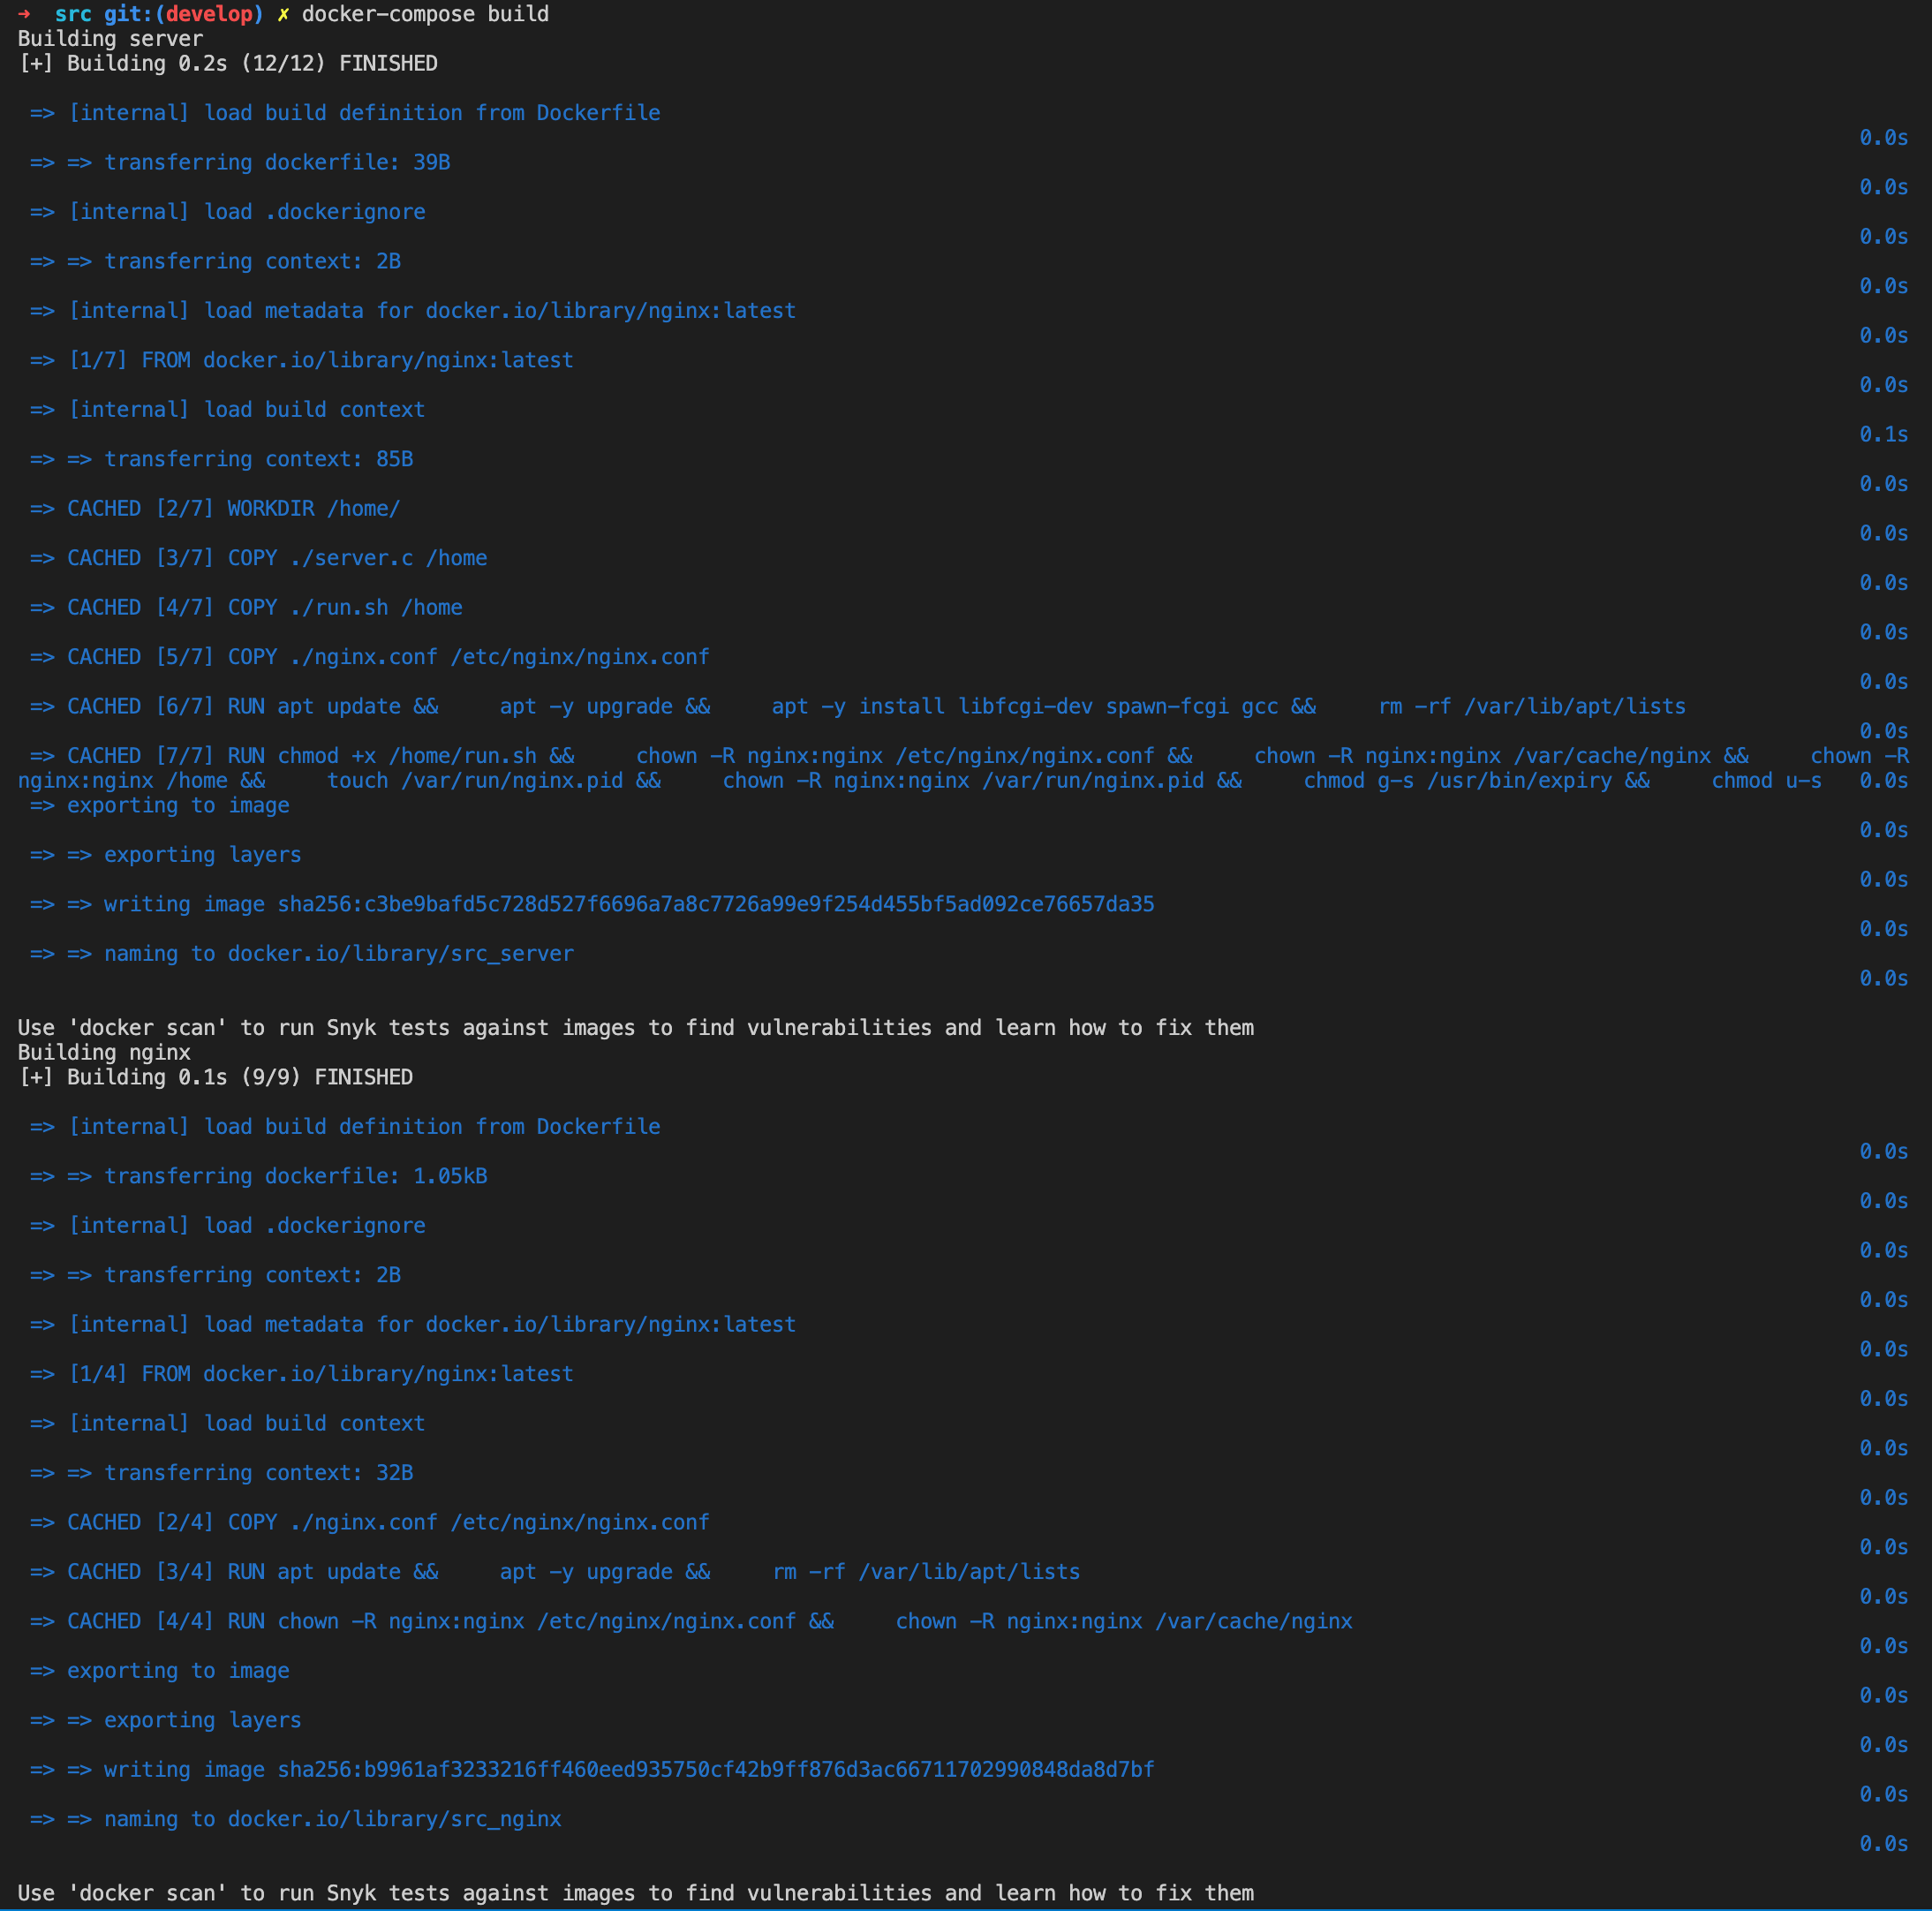 ➜  src git:(develop) ✗ docker-compose build
Building server
[+] Building 0.2s (12/12) FINISHED
=> [internal] load build definition from Dockerfile
0.0s
=> => transferring dockerfile: 39B
0.0s
=> [internal] load .dockerignore
0.0s
=> => transferring context: 2B
0.0s
=> [internal] load metadata for docker.io/library/nginx:latest
0.0s
=> [1/7] FROM docker.io/library/nginx:latest
0.0s
=> [internal] load build context
0.1s
=> => transferring context: 85B
0.0s
=> CACHED [2/7] WORKDIR /home/
0.0s
=> CACHED [3/7] COPY ./server.c /home
0.0s
=> CACHED [4/7] COPY ./run.sh /home
0.0s
=> CACHED [5/7] COPY ./nginx.conf /etc/nginx/nginx.conf
0.0s
=> CACHED [6/7] RUN apt update &&     apt -y upgrade &&     apt -y install libfcgi-dev spawn-fcgi gcc &&     rm -rf /var/lib/apt/lists
0.0s
=> CACHED [7/7] RUN chmod +x /home/run.sh &&     chown -R nginx:nginx /etc/nginx/nginx.conf &&     chown -R nginx:nginx /var/cache/nginx &&     chown -R
nginx:nginx /home &&     touch /var/run/nginx.pid &&     chown -R nginx:nginx /var/run/nginx.pid &&     chmod g-s /usr/bin/expiry &&     chmod u-s   0.0s
=> exporting to image
0.0s
=> => exporting layers
0.0s
=> => writing image sha256:c3be9bafd5c728d527f6696a7a8c7726a99e9f254d455bf5ad092ce76657da35
0.0s
=> => naming to docker.io/library/src_server
0.0s
Use 'docker scan' to run Snyk tests against images to find vulnerabilities and learn how to fix them
Building nginx
[+] Building 0.1s (9/9) FINISHED
=> [internal] load build definition from Dockerfile
0.0s
=> => transferring dockerfile: 1.05kB
0.0s
=> [internal] load .dockerignore
0.0s
=> => transferring context: 2B
0.0s
=> [internal] load metadata for docker.io/library/nginx:latest
0.0s
=> [1/4] FROM docker.io/library/nginx:latest
0.0s
=> [internal] load build context
0.0s
=> => transferring context: 32B
0.0s
=> CACHED [2/4] COPY ./nginx.conf /etc/nginx/nginx.conf
0.0s
=> CACHED [3/4] RUN apt update &&     apt -y upgrade &&     rm -rf /var/lib/apt/lists
0.0s
=> CACHED [4/4] RUN chown -R nginx:nginx /etc/nginx/nginx.conf &&     chown -R nginx:nginx /var/cache/nginx
0.0s
=> exporting to image
0.0s
=> => exporting layers
0.0s
=> => writing image sha256:b9961af3233216ff460eed935750cf42b9ff876d3ac66711702990848da8d7bf
0.0s
=> => naming to docker.io/library/src_nginx
0.0s
Use 'docker scan' to run Snyk tests against images to find vulnerabilities and learn how to fix them